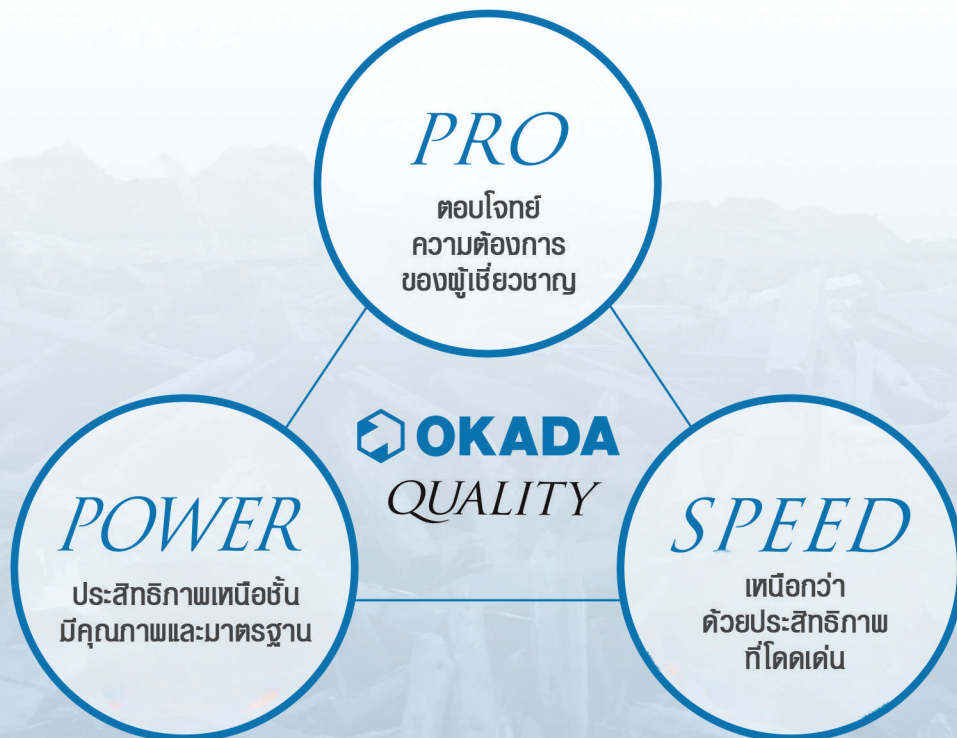 PRO
ตอบโจทย์
ความต้องการ
ของผู้เชี่ยวชาญ
OKADA
QUALITY
POWER
ประสิทธิภาพเหนือชั้น
มีคุณภาพและมาตรฐาน
SPEED
เหนือกว่า
ด้วยประสิทธิภาพ
ที่โดดเด่น